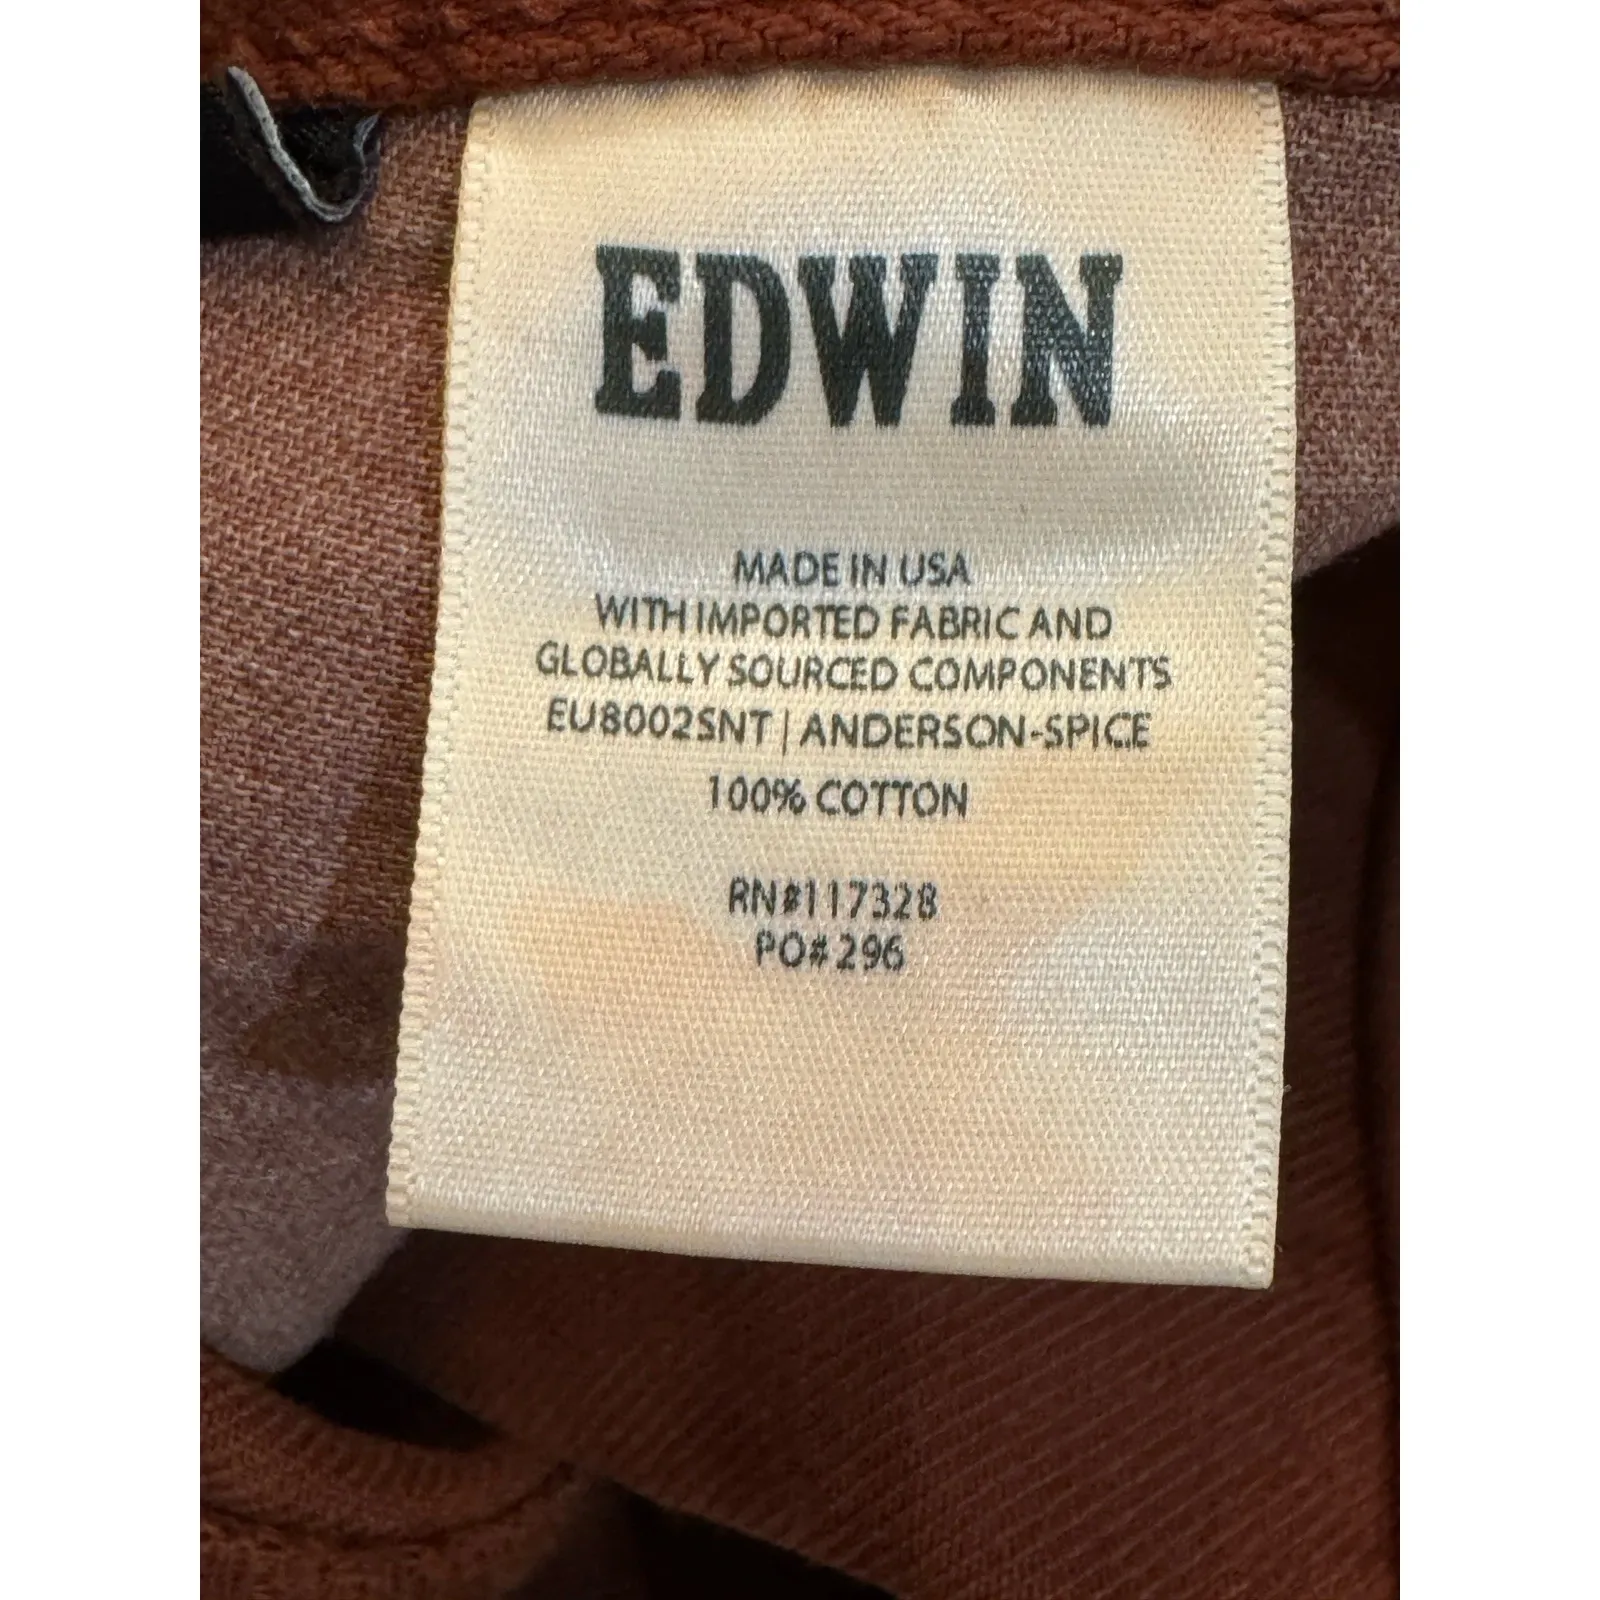 EDWIN
MADE IN USA
WITH IMPORTED FABRIC AND
GLOBALLY SOURCED COMPONENTS
EU8002SNT | ANDERSON-SPICE
100% COTTON
RN#117328
PO#296